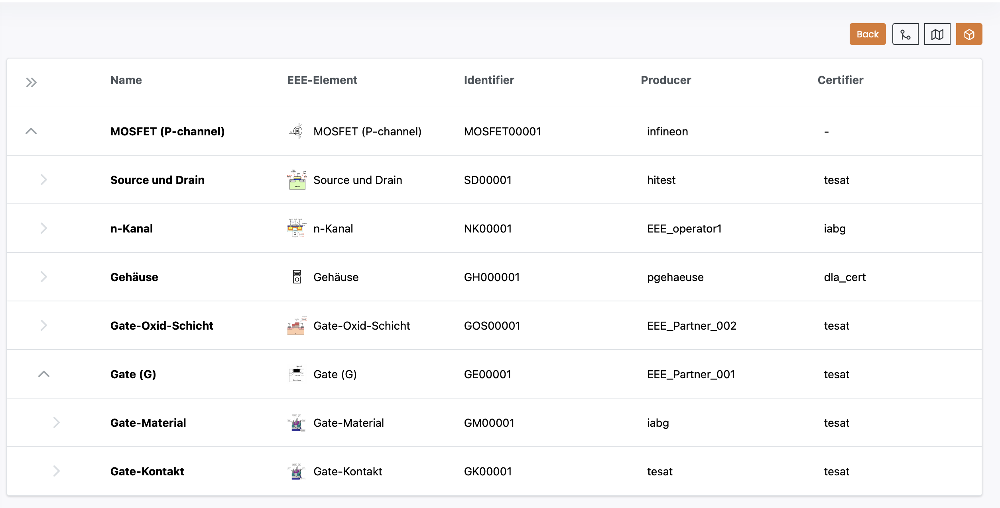 Back
Name EEE-Element Identifier Producer Certifier
MOSFET (P-channel) MOSFET (P-channel) MOSFET00001 infineon -
Source und Drain Source und Drain SD00001 hitest tesat
n-Kanal n-Kanal NK00001 EEE_operator1 iabg
Gehäuse Gehäuse GH000001 pgehaeuse dla_cert
Gate-Oxid-Schicht Gate-Oxid-Schicht GOS00001 EEE_Partner_002 tesat
Gate (G) Gate (G) GE00001 EEE_Partner_001 tesat
Gate-Material Gate-Material GM00001 iabg tesat
Gate-Kontakt Gate-Kontakt GK00001 tesat tesat